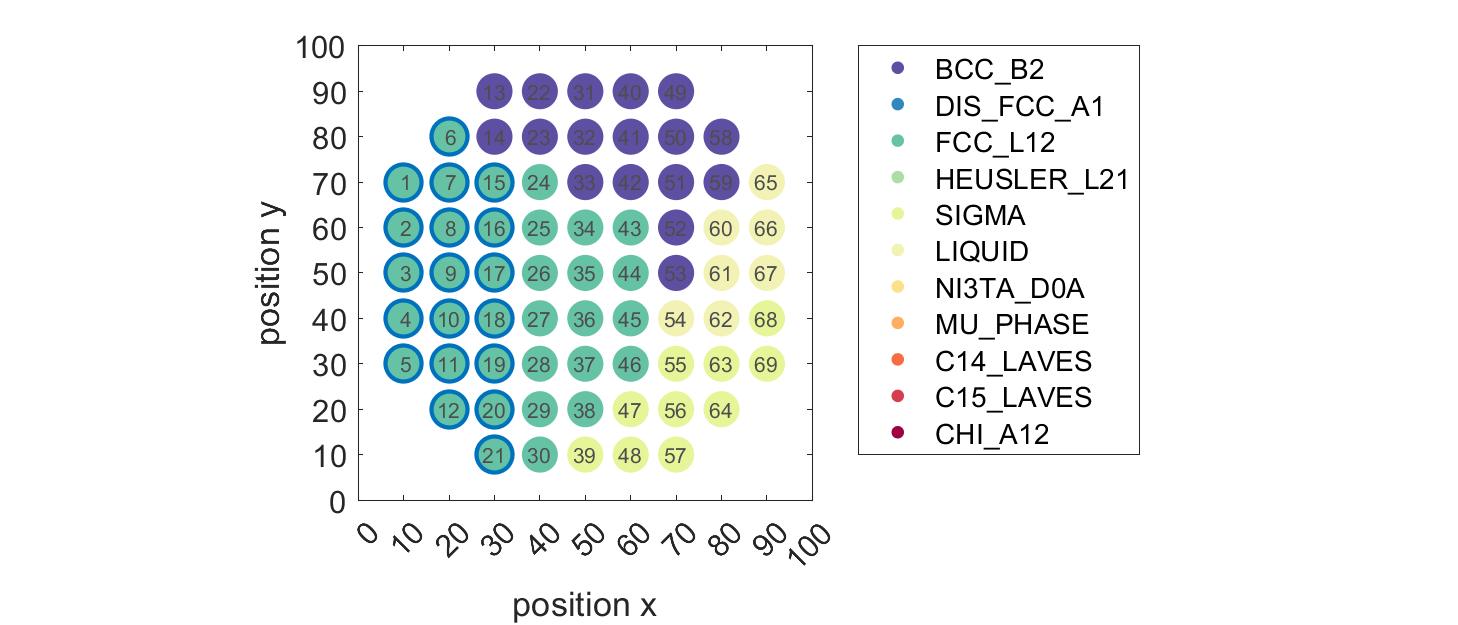 100
90
80
70
60
50
40
30
20
10
0
position y
13 22 31 40 49
6 14 23 32 41 50 58
1 7 15 24 33 42 51 59 65
2 8 16 25 34 43 52 60 66
3 9 17 26 35 44 53 61 67
4 10 18 27 36 45 54 62 68
5 11 19 28 37 46 55 63 69
12 20 29 38 47 56 64
21 30 39 48 57
0 10 20 30 40 50 60 70 80 90 100
position x
BCC_B2
DIS_FCC_A1
FCC_L12
HEUSLER_L21
SIGMA
LIQUID
NI3TA_D0A
MU_PHASE
C14_LAVES
C15_LAVES
CHI_A12